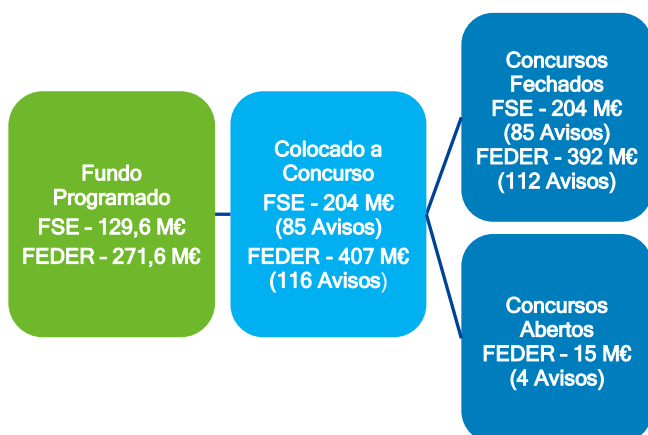 Fundo
Programado
FSE - 129,6 M€
FEDER - 271,6 M€
Colocado a
Concurso
FSE - 204 M€
(85 Avisos)
FEDER - 407 M€
(116 Avisos)
Concursos
Fechados
FSE - 204 M€
(85 Avisos)
FEDER - 392 M€
(112 Avisos)
Concursos
Abertos
FEDER - 15 M€
(4 Avisos)